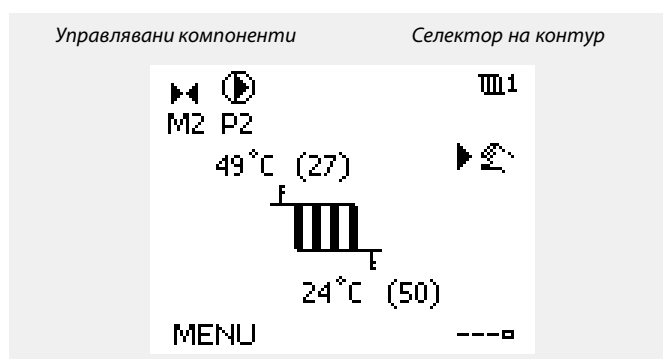 Управлявани компоненти Селектор на контур
1
M2 P2
49°C (27)
24°C (50)
MENU ---